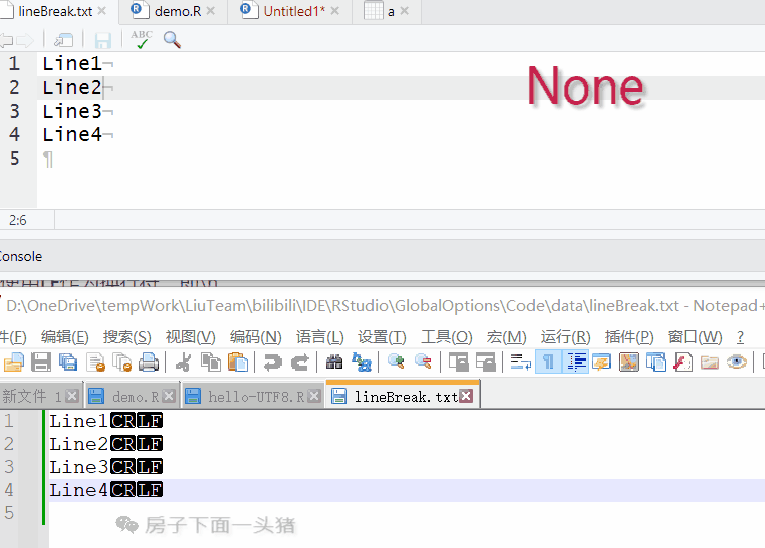 lineBreak.txt demo.R Untitled1* a
ABC
1 Line1¬
2 Line2¬
3 Line3¬
4 Line4¬
5 ¶
None
2:6
Console
D:\OneDrive\tempWork\LiuTeam\bilibili\IDE\RStudio\GlobalOptions\Code\data\lineBreak.txt - Notepad+
件(F) 编辑(E) 搜索(S) 视图(V) 编码(N) 语言(L) 设置(T) 工具(O) 宏(M) 运行(R) 插件(P) 窗口(W) ?
新文件 1 demo.R hello-UTF8.R lineBreak.txt
1 Line1CRLF
2 Line2CRLF
3 Line3CRLF
4 Line4CRLF
5
房子下面一头猪